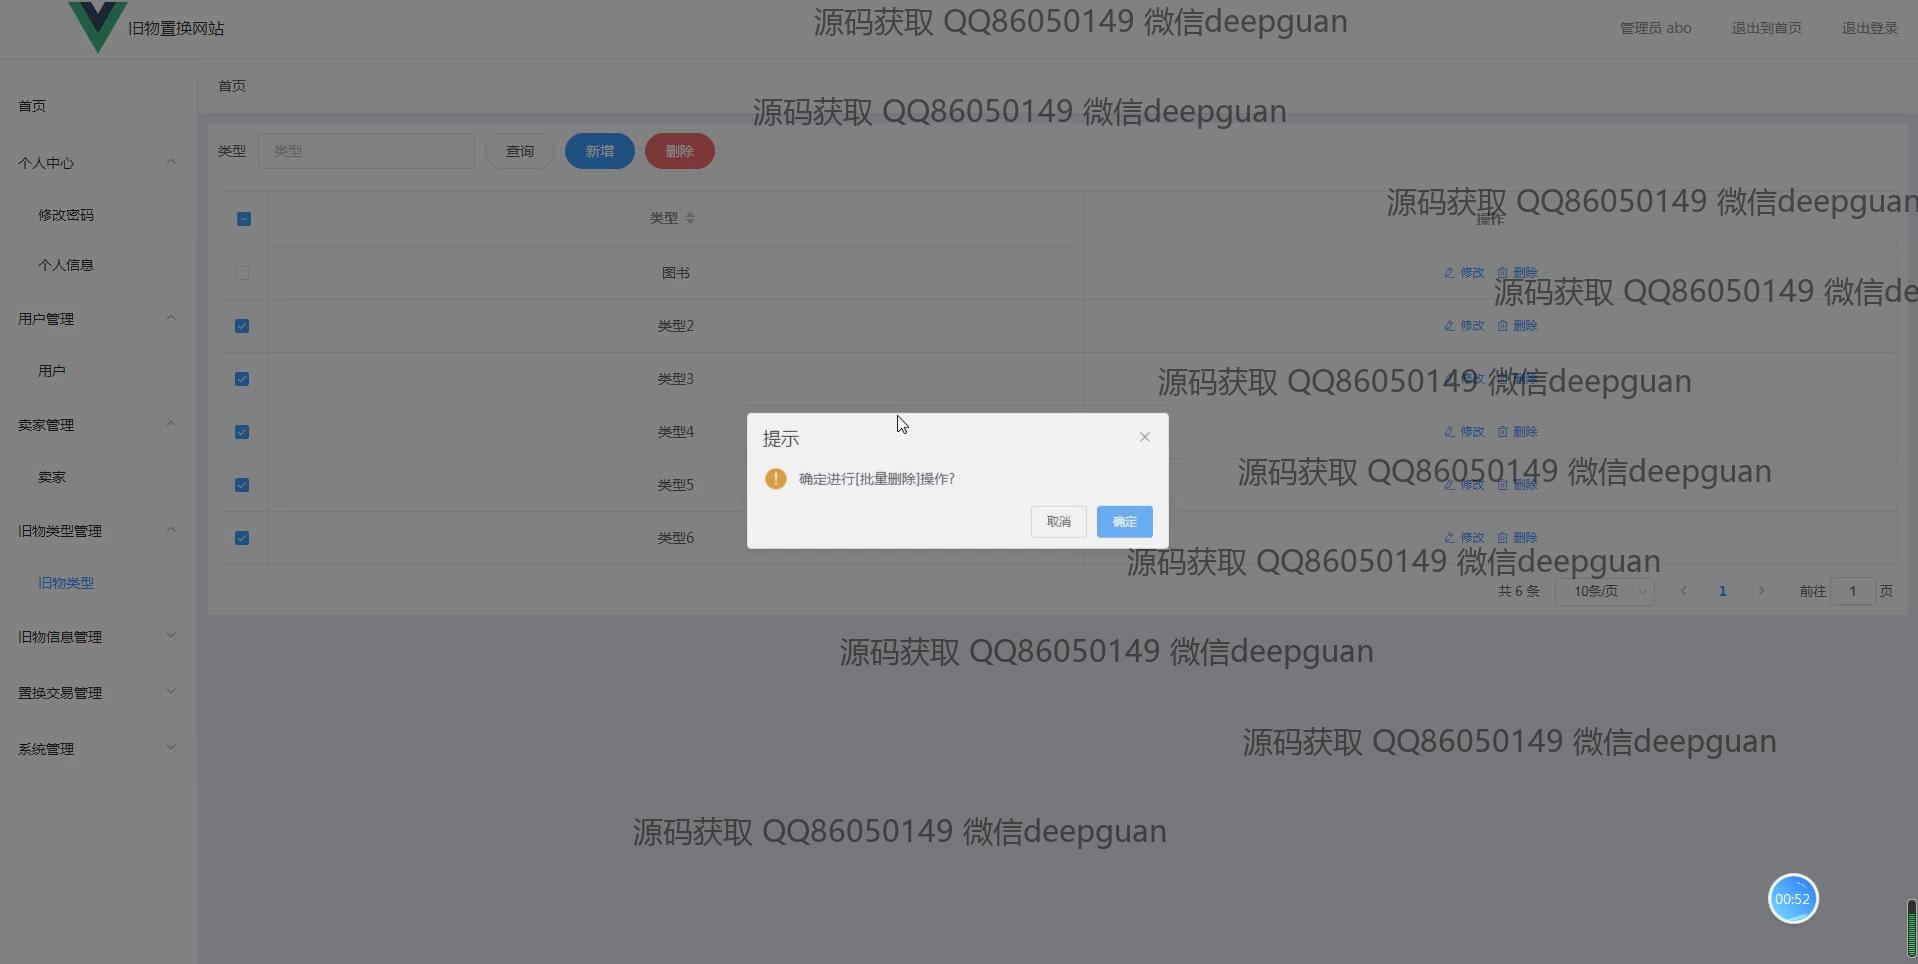 旧物置换网站
源码获取 QQ86050149 微信deepguan
管理员 abo
退出到首页
退出登录
首页
首页
源码获取 QQ86050149 微信deepguan
个人中心
修改密码
个人信息
用户管理
用户
卖家管理
卖家
旧物类型管理
旧物类型
旧物信息管理
置换交易管理
系统管理
类型
类型
查询
新增
删除
源码获取 QQ86050149 微信deepguan
类型
操作
图书
修改
删除
源码获取 QQ86050149 微信de
类型2
修改
删除
类型3
修改
删除
源码获取 QQ86050149 微信deepguan
类型4
修改
删除
提示
确定进行[批量删除]操作?
取消
确定
源码获取 QQ86050149 微信deepguan
类型5
修改
删除
类型6
修改
删除
源码获取 QQ86050149 微信deepguan
共 6 条
10条/页
1
前往
1
页
源码获取 QQ86050149 微信deepguan
源码获取 QQ86050149 微信deepguan
源码获取 QQ86050149 微信deepguan
00:52